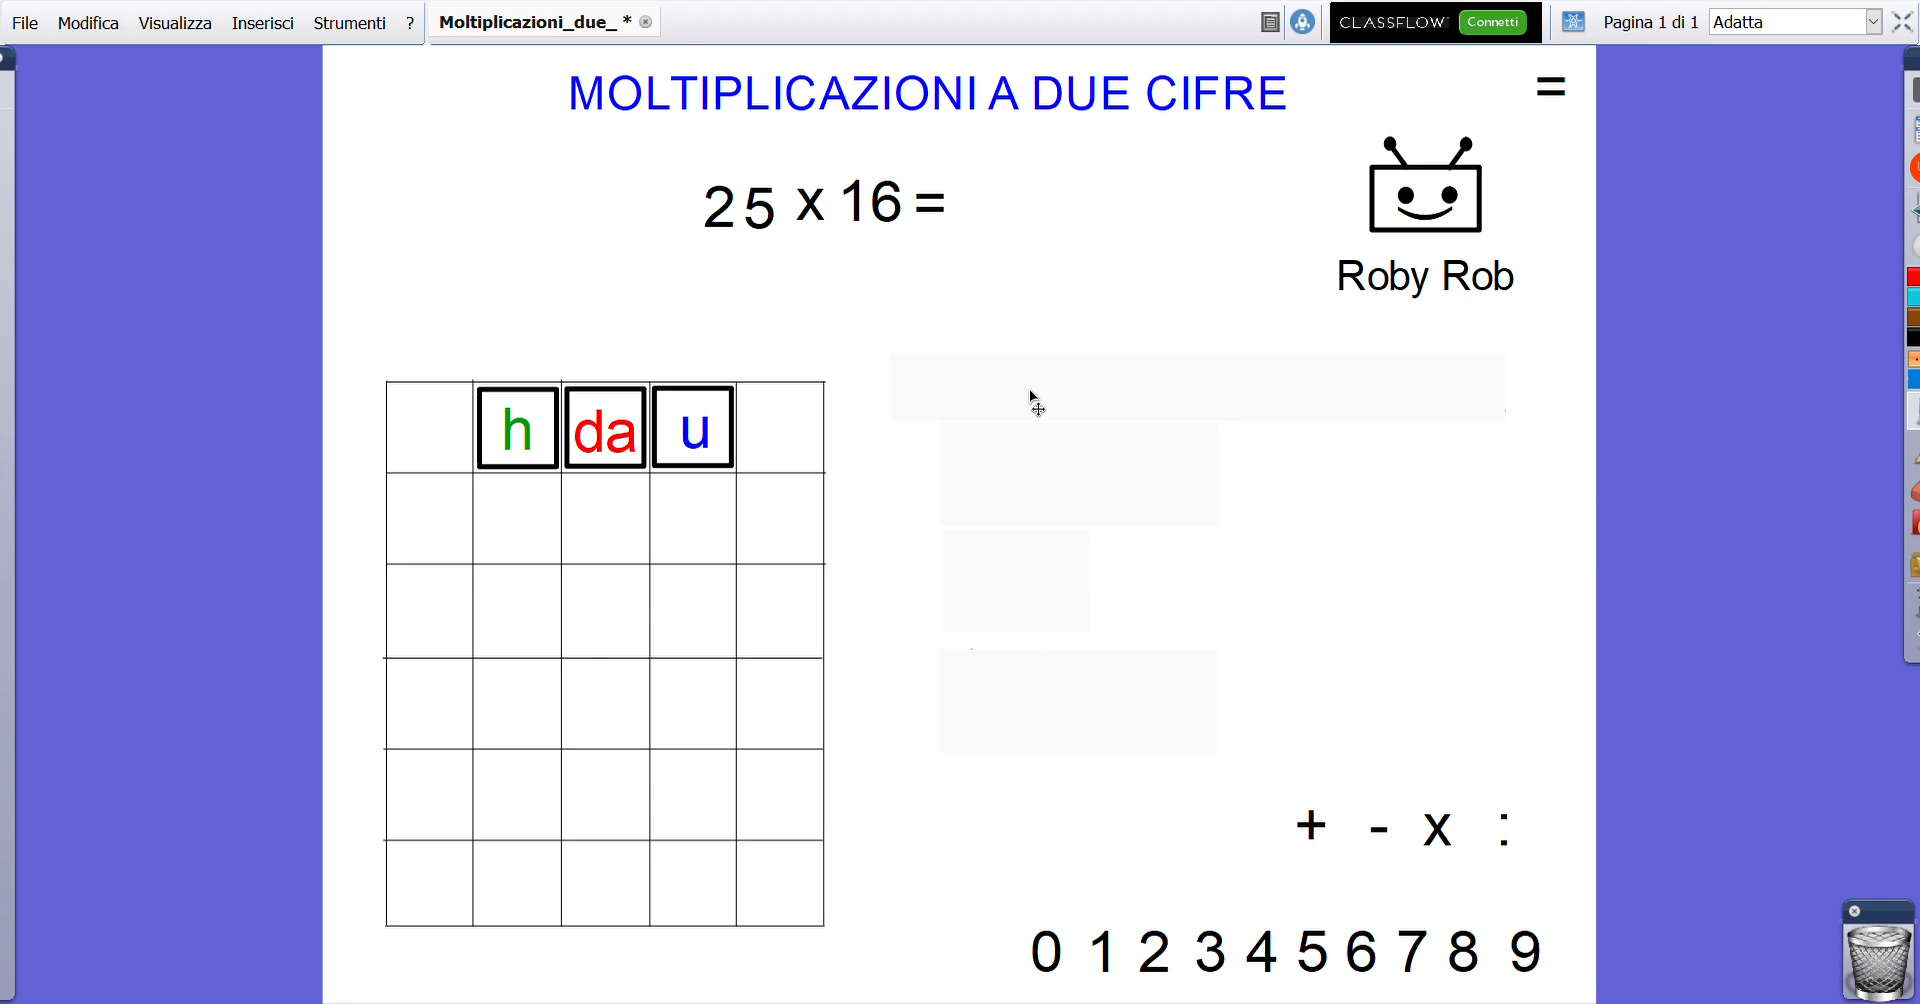 File Modifica Visualizza Inserisci Strumenti ? Moltiplicazioni_due_ * CLASSFLOW Connetti Pagina 1 di 1 Adatta
MOLTIPLICAZIONI A DUE CIFRE =
25 x 16 =
Roby Rob
h da u
+ - x :
0 1 2 3 4 5 6 7 8 9